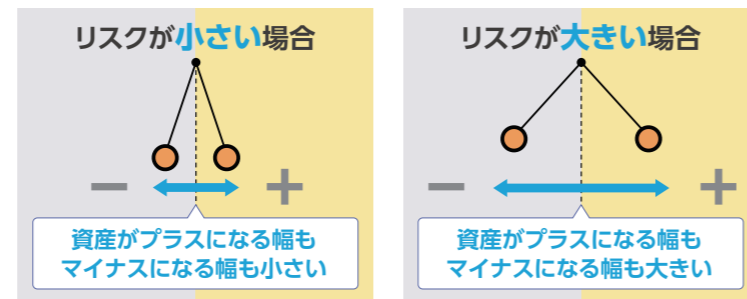 リスクが小さい場合
− +
資産がプラスになる幅も
マイナスになる幅も小さい
リスクが大きい場合
− +
資産がプラスになる幅も
マイナスになる幅も大きい